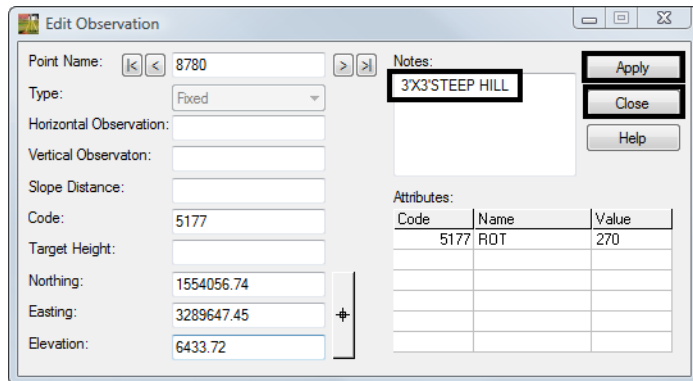 Edit Observation
Point Name: |< < 8780 > >|
Type: Fixed
Horizontal Observation:
Vertical Observaton:
Slope Distance:
Code: 5177
Target Height:
Northing: 1554056.74
Easting: 3289647.45
Elevation: 6433.72
Notes:
3'X3'STEEP HILL
Apply
Close
Help
Attributes:
Code Name Value
5177 ROT 270